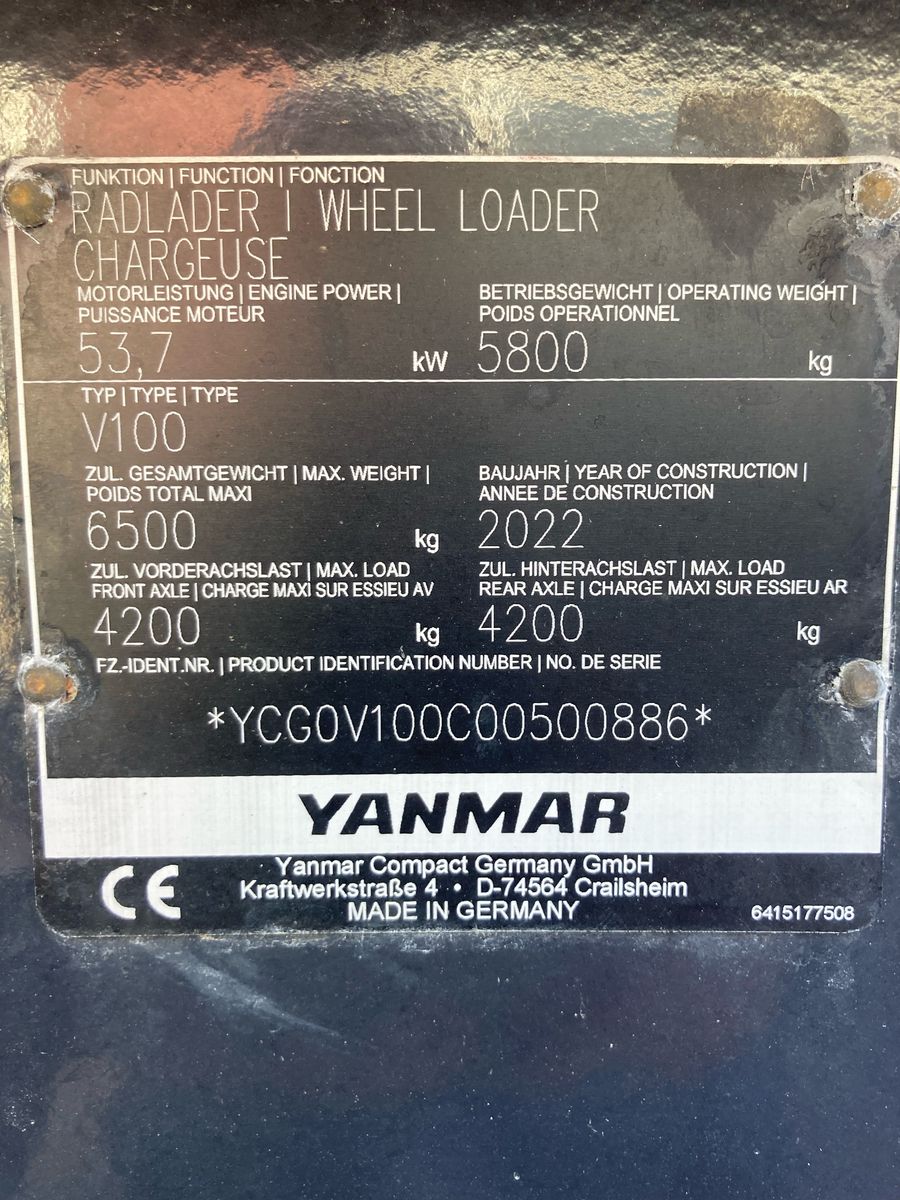 FUNKTION | FUNCTION | FONCTION
RADLADER | WHEEL LOADER
CHARGEUSE
MOTORLEISTUNG | ENGINE POWER |
PUISSANCE MOTEUR
53,7 kW
BETRIEBSGEWICHT | OPERATING WEIGHT |
POIDS OPERATIONNEL
5800 kg
TYP | TYPE | TYPE
V100
ZUL. GESAMTGEWICHT | MAX. WEIGHT |
POIDS TOTAL MAXI
6500 kg
BAUJAHR | YEAR OF CONSTRUCTION |
ANNEE DE CONSTRUCTION
2022
ZUL. VORDERACHSLAST | MAX. LOAD
FRONT AXLE | CHARGE MAXI SUR ESSIEU AV
4200 kg
ZUL. HINTERACHSLAST | MAX. LOAD
REAR AXLE | CHARGE MAXI SUR ESSIEU AR
4200 kg
FZ.-IDENT.NR. | PRODUCT IDENTIFICATION NUMBER | NO. DE SERIE
*YCG0V100C00500886*
YANMAR
CE
Yanmar Compact Germany GmbH
Kraftwerkstraße 4 • D-74564 Crailsheim
MADE IN GERMANY
6415177508